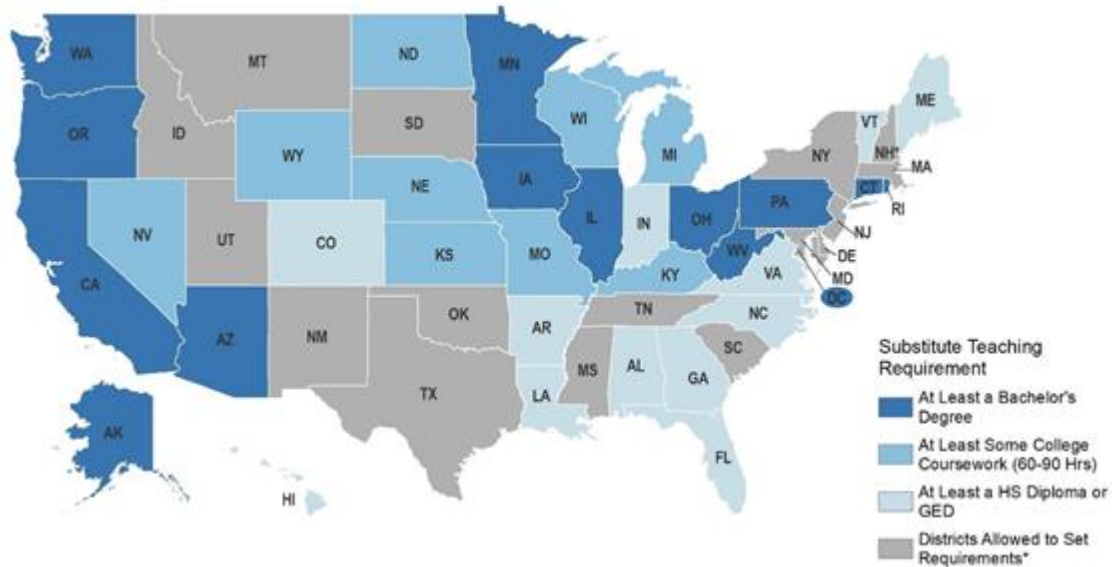 WA
MT
ND
MN
ME
VT
NH*
OR
ID
SD
WI
NY
MA
WY
MI
IA
NE
PA
CT
RI
NV
UT
CO
IL
IN
OH
NJ
KS
MO
WV
DE
CA
KY
VA
MD
DC
AZ
NM
OK
AR
TN
NC
SC
TX
MS
AL
GA
LA
FL
AK
HI
Substitute Teaching
Requirement
At Least a Bachelor's
Degree
At Least Some College
Coursework (60-90 Hrs)
At Least a HS Diploma or
GED
Districts Allowed to Set
Requirements*